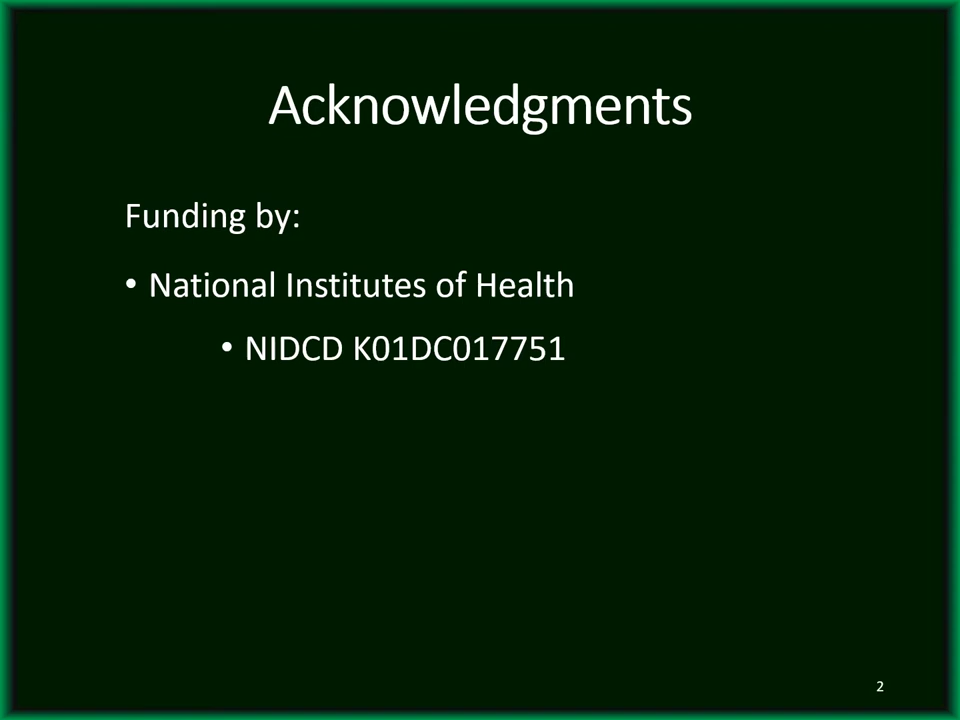 Acknowledgments
Funding by:
• National Institutes of Health
• NIDCD K01DC017751
2